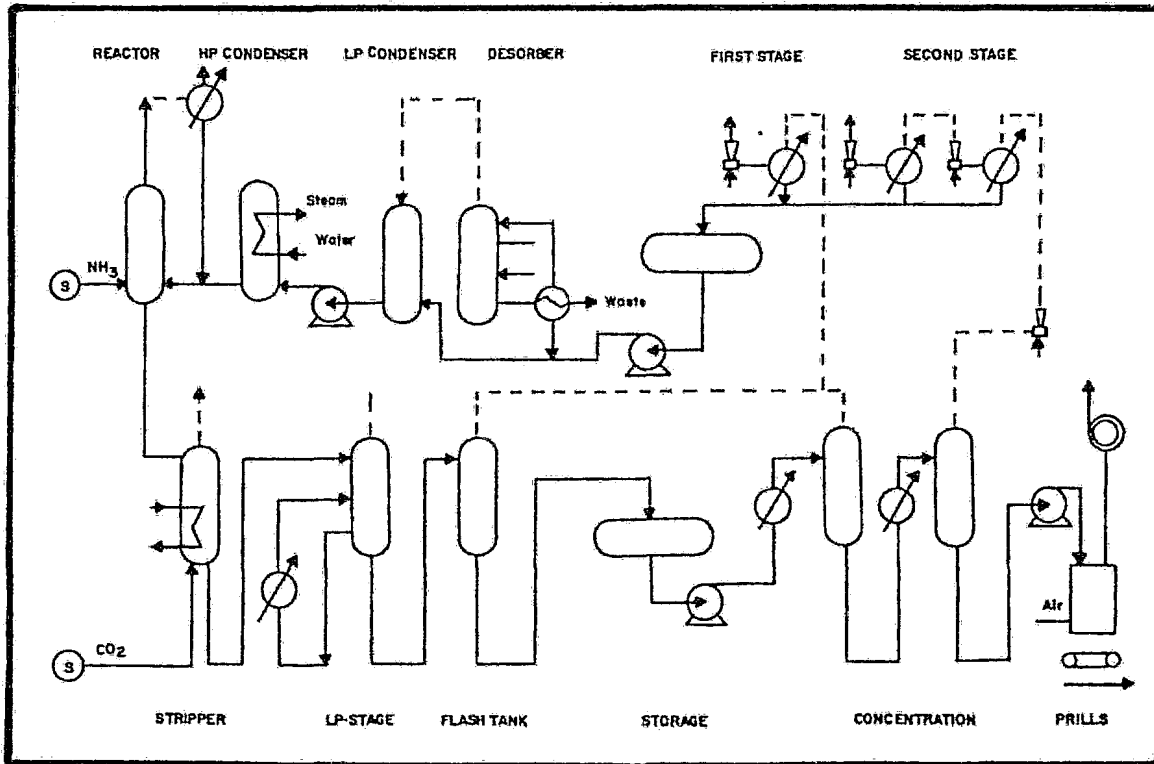 REACTOR HP CONDENSER LP CONDENSER DESORBER FIRST STAGE SECOND STAGE
Steam
Water
S NH3
Waste
Air
S CO2
STRIPPER LP-STAGE FLASH TANK STORAGE CONCENTRATION PRILLS